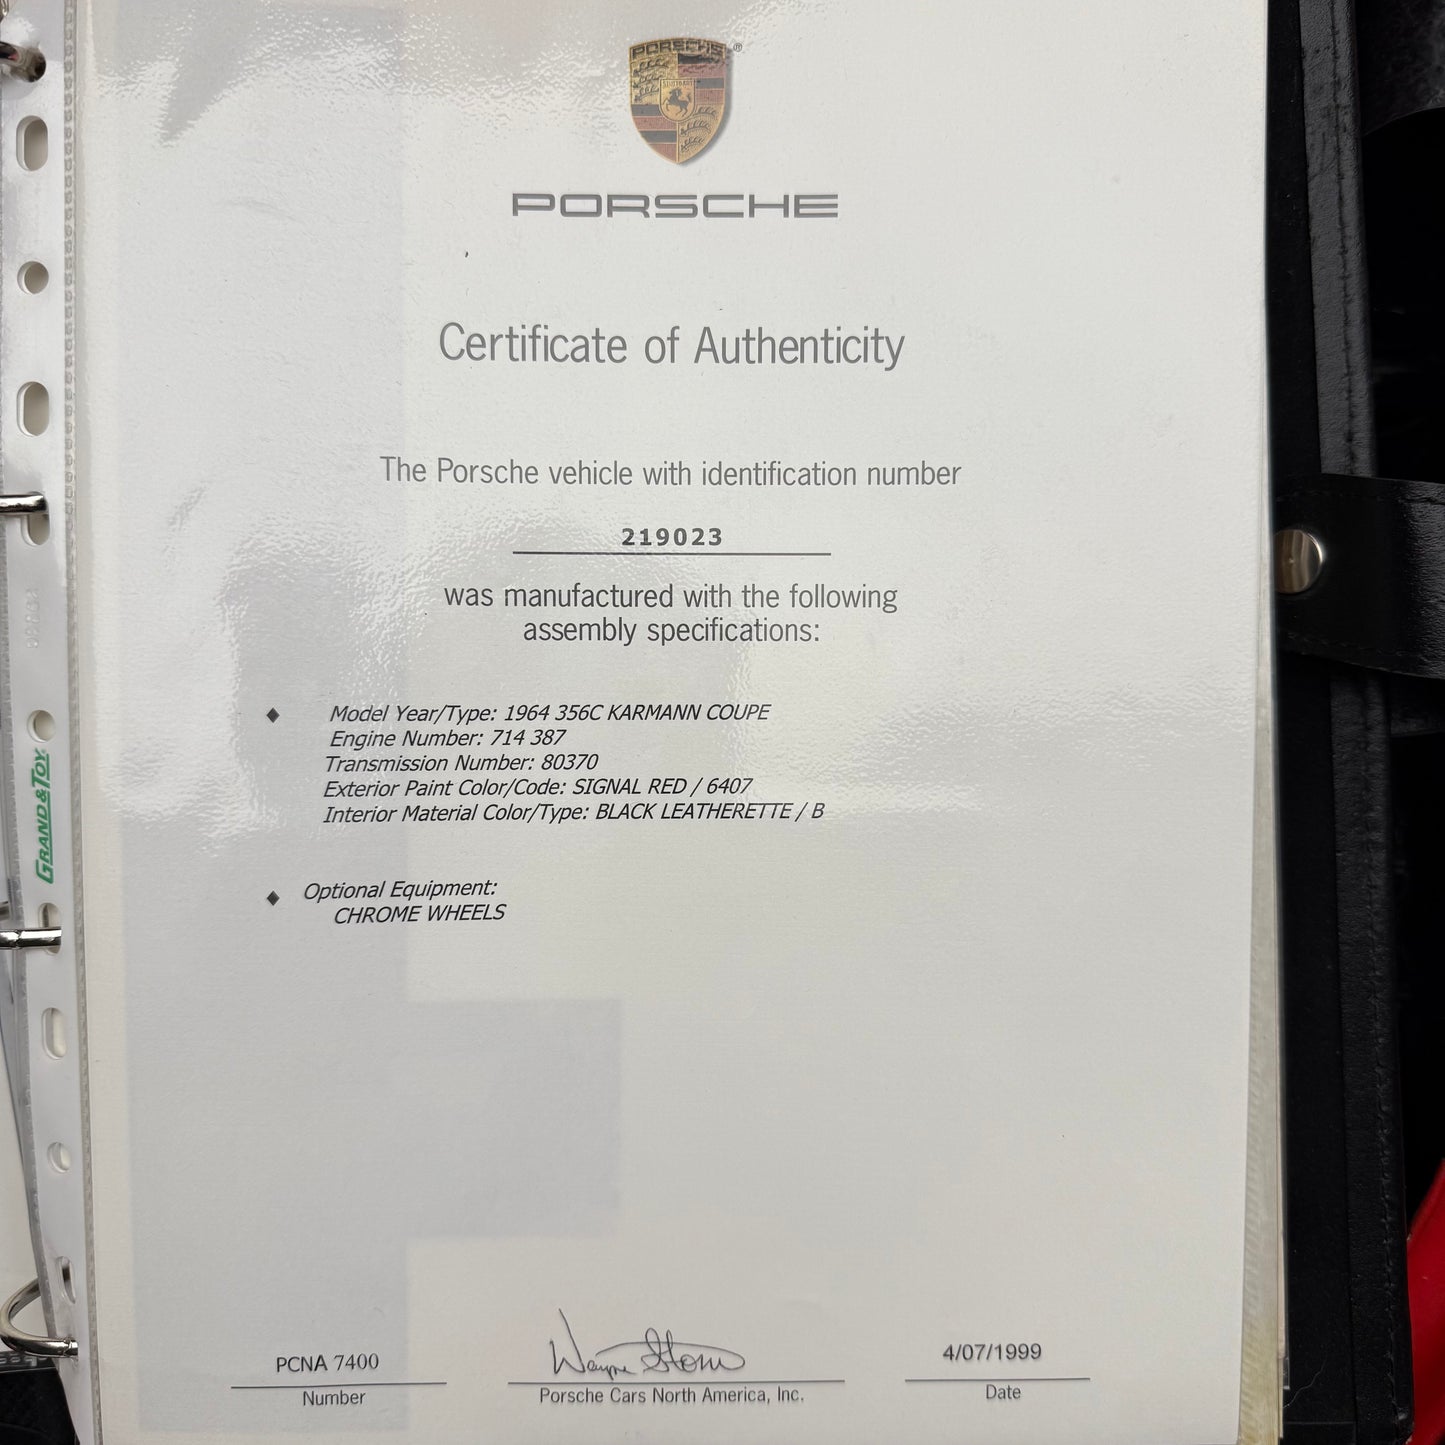 PORSCHE ®
STUTTGART
PORSCHE
Certificate of Authenticity
The Porsche vehicle with identification number
219023
was manufactured with the following
assembly specifications:
Model Year/Type: 1964 356C KARMANN COUPE
Engine Number: 714 387
Transmission Number: 80370
Exterior Paint Color/Code: SIGNAL RED / 6407
Interior Material Color/Type: BLACK LEATHERETTE / B
Optional Equipment:
CHROME WHEELS
GRAND&TOY
PCNA 7400
Number
Porsche Cars North America, Inc.
4/07/1999
Date